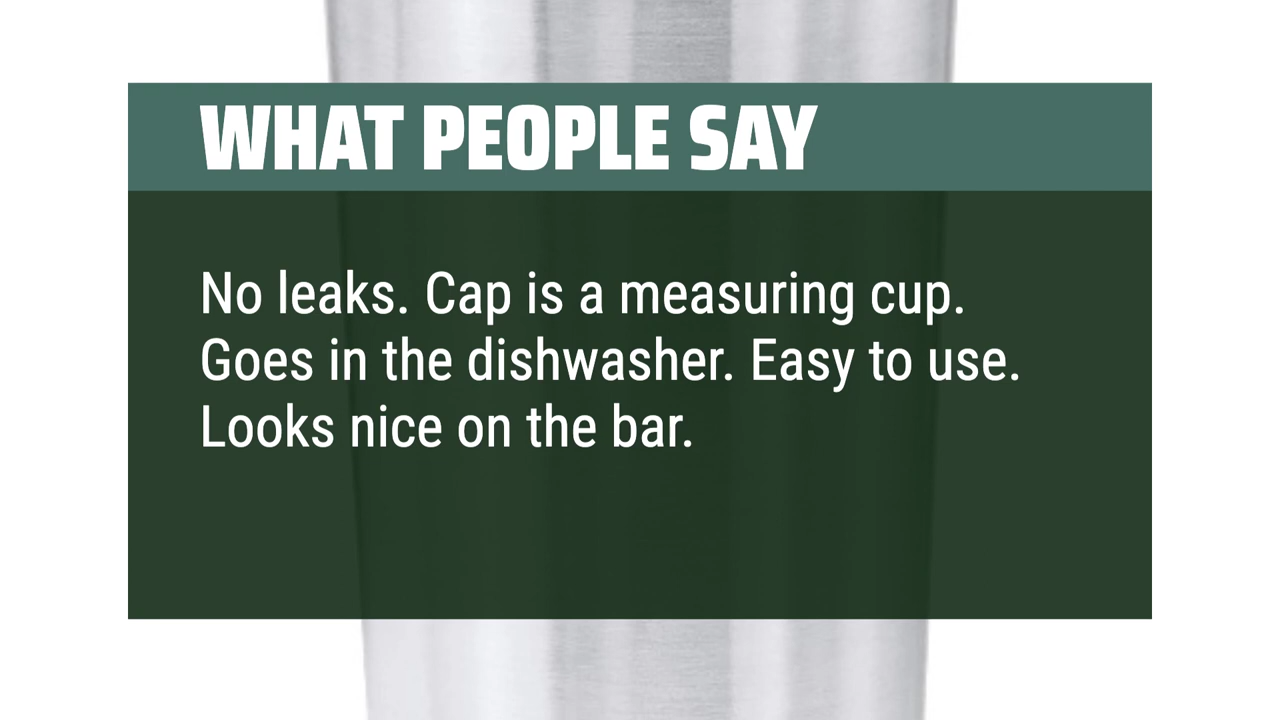 WHAT PEOPLE SAY
No leaks. Cap is a measuring cup.
Goes in the dishwasher. Easy to use.
Looks nice on the bar.